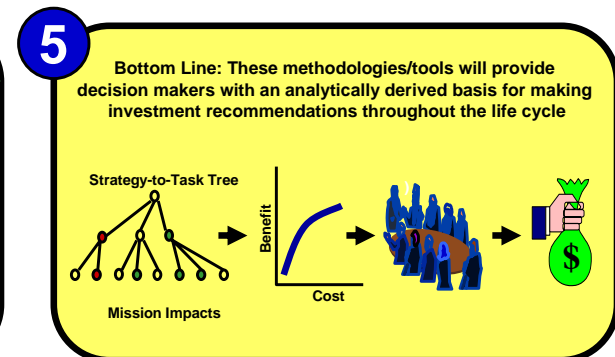 5
Bottom Line: These methodologies/tools will provide
decision makers with an analytically derived basis for making
investment recommendations throughout the life cycle
Strategy-to-Task Tree
Mission Impacts
Benefit
Cost
$